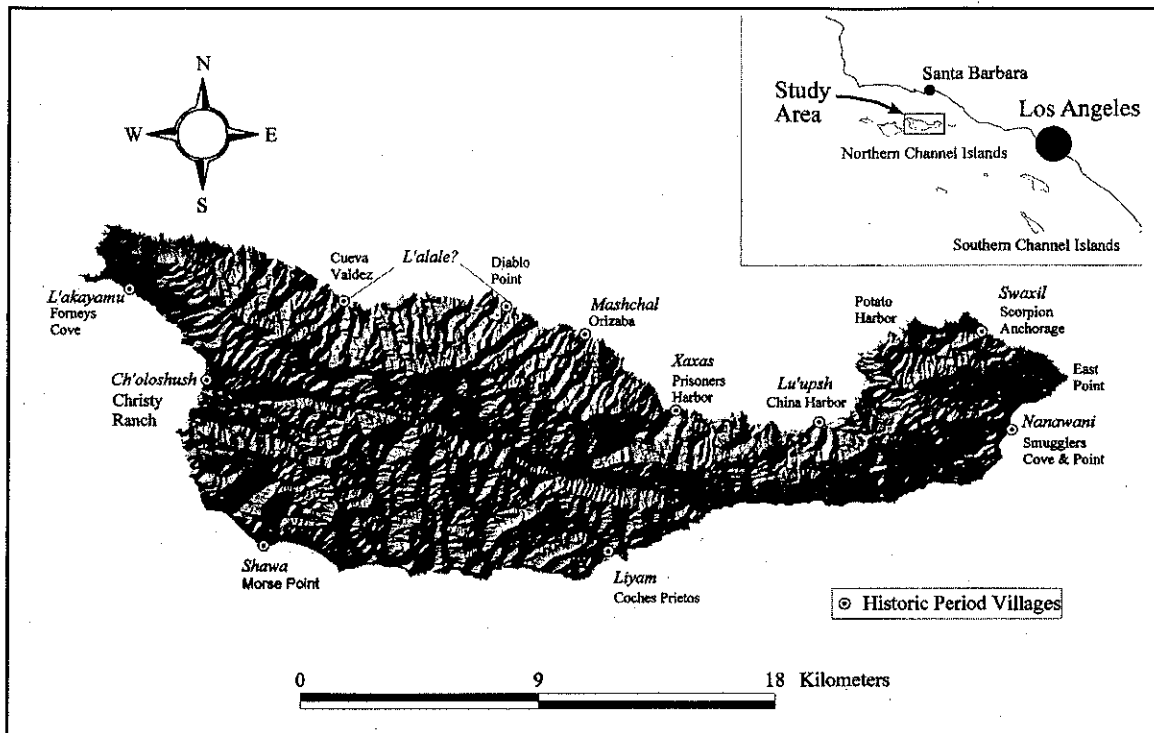 N
W
E
S
Santa Barbara
Study
Area
Los Angeles
Northern Channel Islands
Southern Channel Islands
Cueva
Valdez
L'alale?
Diablo
Point
Mashchal
Orizaba
Potato
Harbor
Swaxil
Scorpion
Anchorage
L'akayamu
Forneys
Cove
Xaxas
Prisoners
Harbor
Lu'upsh
China Harbor
East
Point
Ch'oloshush
Christy
Ranch
Nanawani
Smugglers
Cove & Point
Shawa
Morse Point
Liyam
Coches Prietos
Historic Period Villages
0 9 18 Kilometers